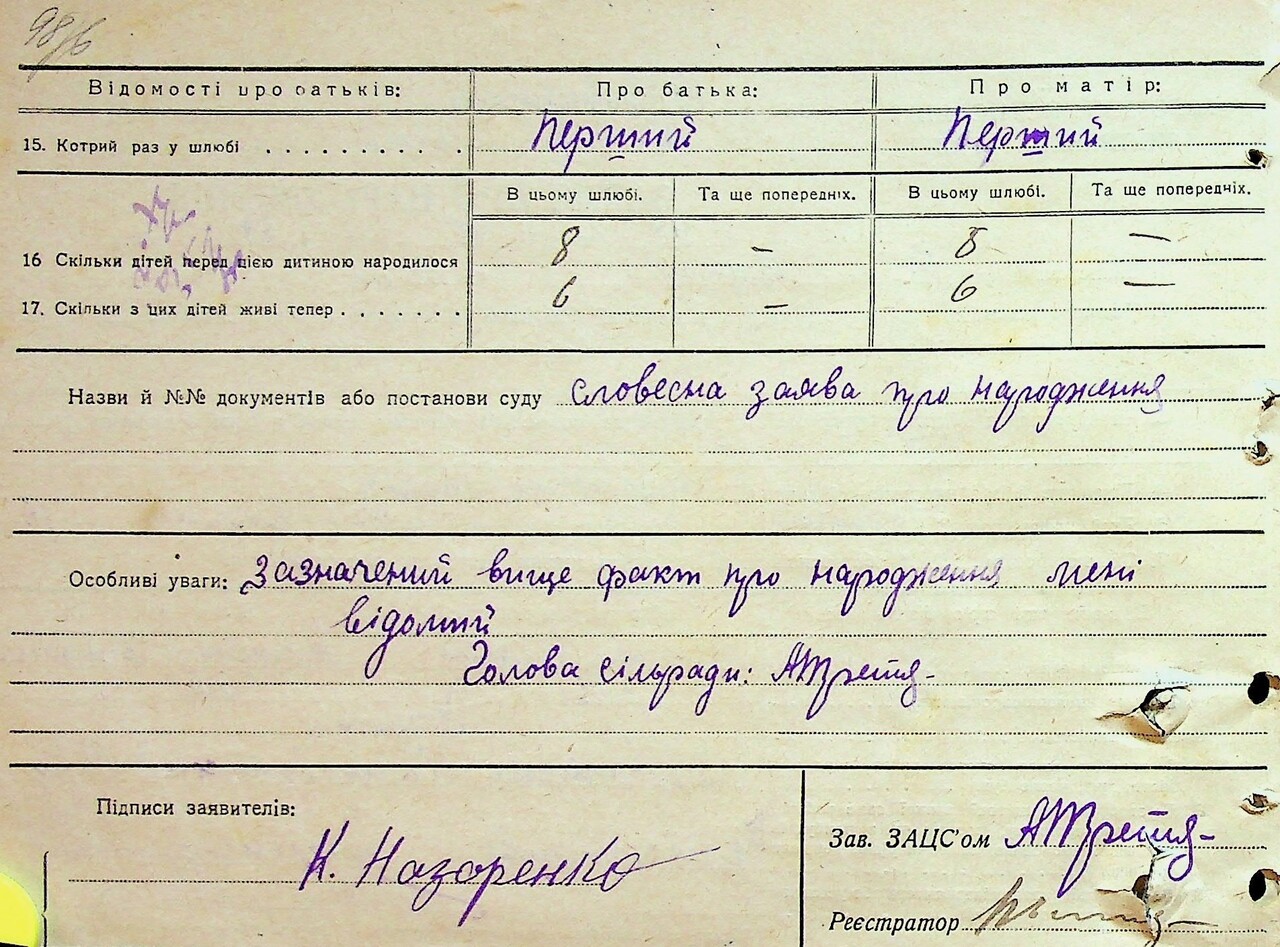 98/б
Відомості про батьків: Про батька: Про матір:
15. Котрий раз у шлюбі . . . . . . . . . . Перший Перший
В цьому шлюбі. Та ще попередніх. В цьому шлюбі. Та ще попередніх.
16 Скільки дітей перед цією дитиною народилося 8 – 8 —
17. Скільки з цих дітей живі тепер . . . . . . . 6 – 6 —
Назви й №№ документів або постанови суду словесна заява про народження
Особливі уваги: Зазначений вище факт про народження мені
відомий
Голова сільради:
Підписи заявителів:
К. Назаренко
Зав. ЗАЦС'ом
Реєстратор